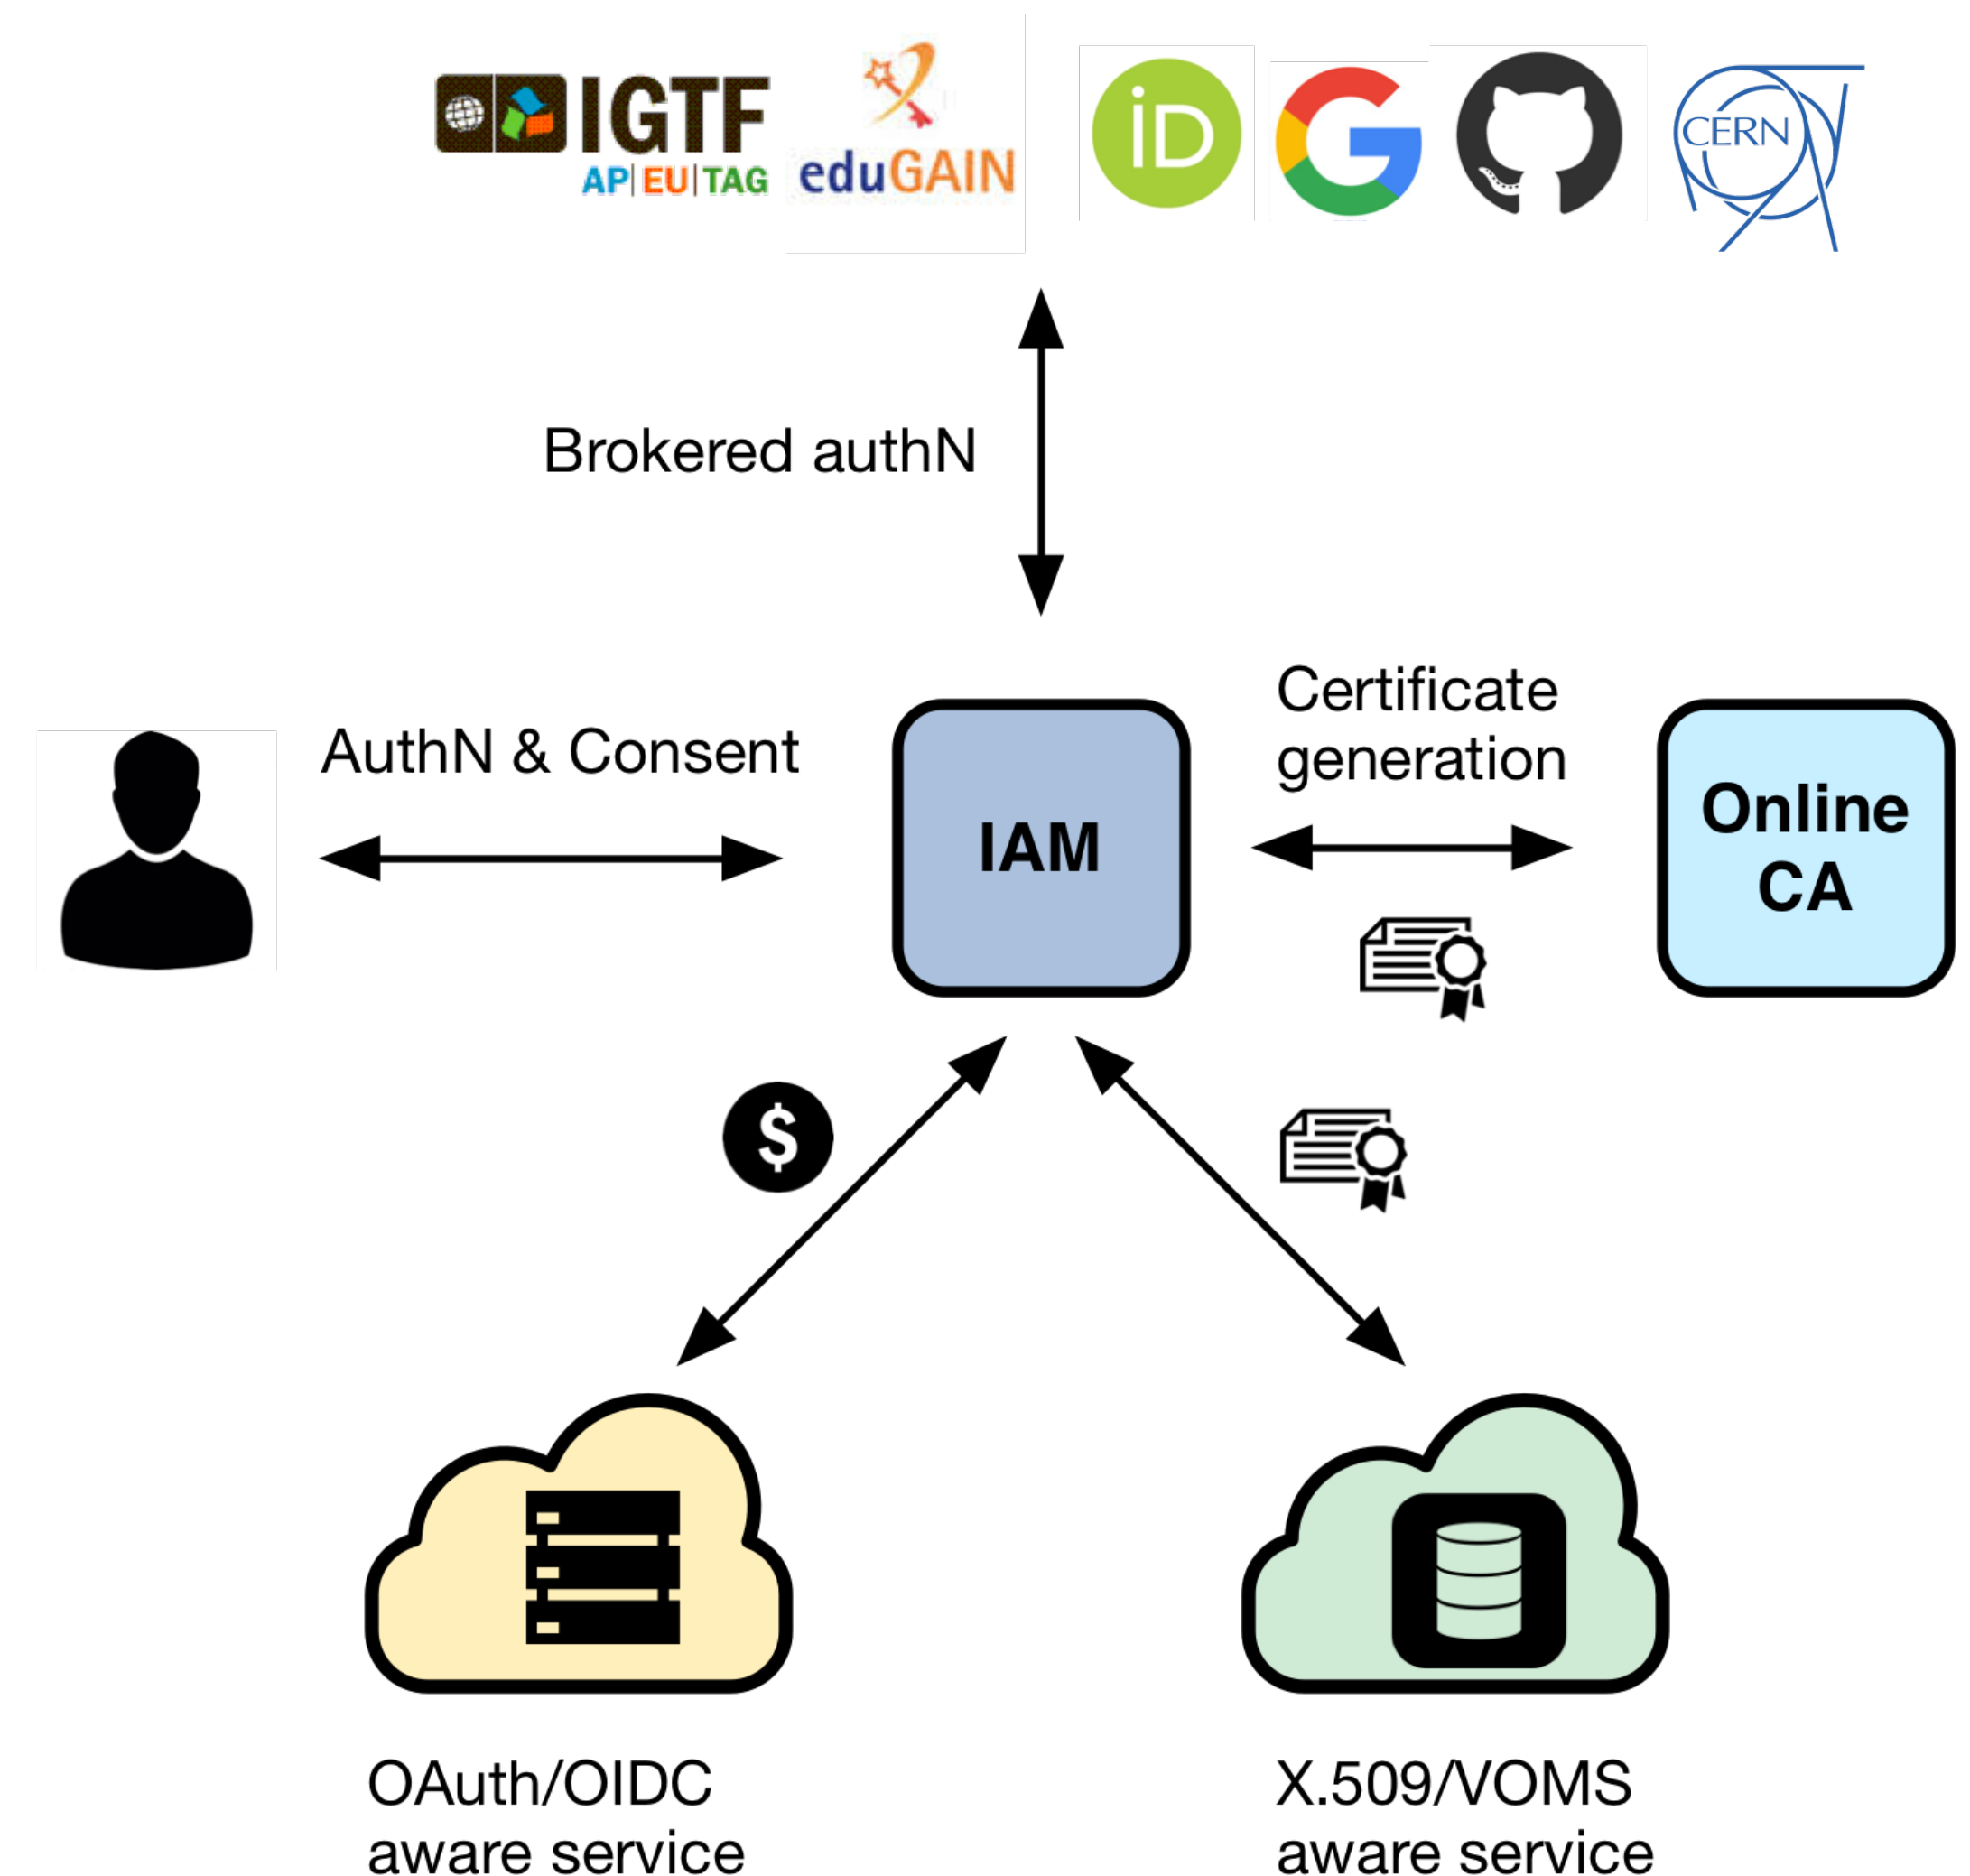 IGTF
AP|EU|TAG
eduGAIN
iD
G
CERN
Brokered authN
Certificate
generation
AuthN & Consent
IAM
Online
CA
$
OAuth/OIDC
aware service
X.509/VOMS
aware service